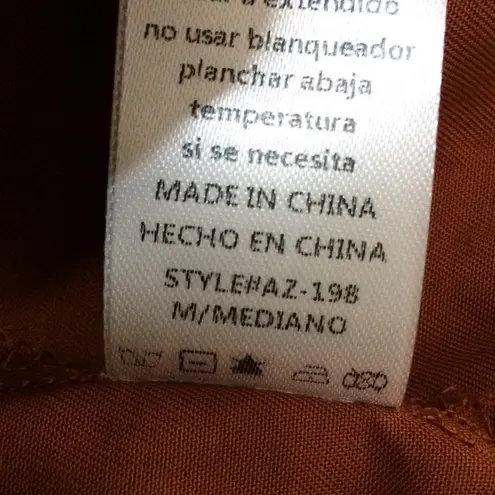 extendido
no usar blanqueador
planchar abaja
temperatura
si se necesita
MADE IN CHINA
HECHO EN CHINA
STYLE#AZ-198
M/MEDIANO